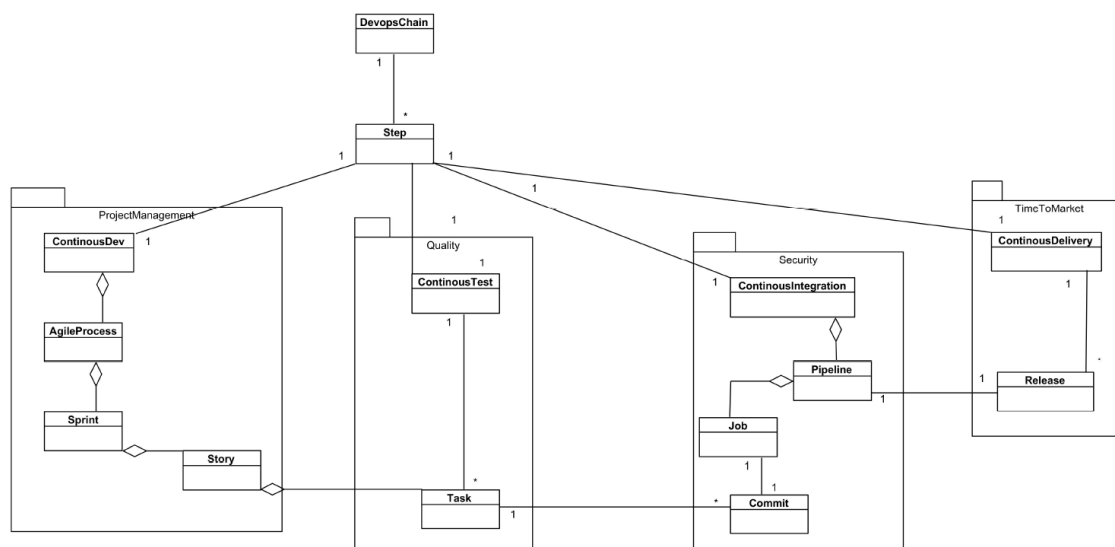 DevopsChain
1
*
Step
1
1
1
ProjectManagement
TimeToMarket
ContinousDev
1
1
1
ContinousDelivery
Quality
1
Security
1
ContinousTest
1
ContinousIntegration
1
1
AgileProcess
*
Pipeline
1
1
Release
Sprint
Job
Story
1
*
1
Task
1
*
Commit